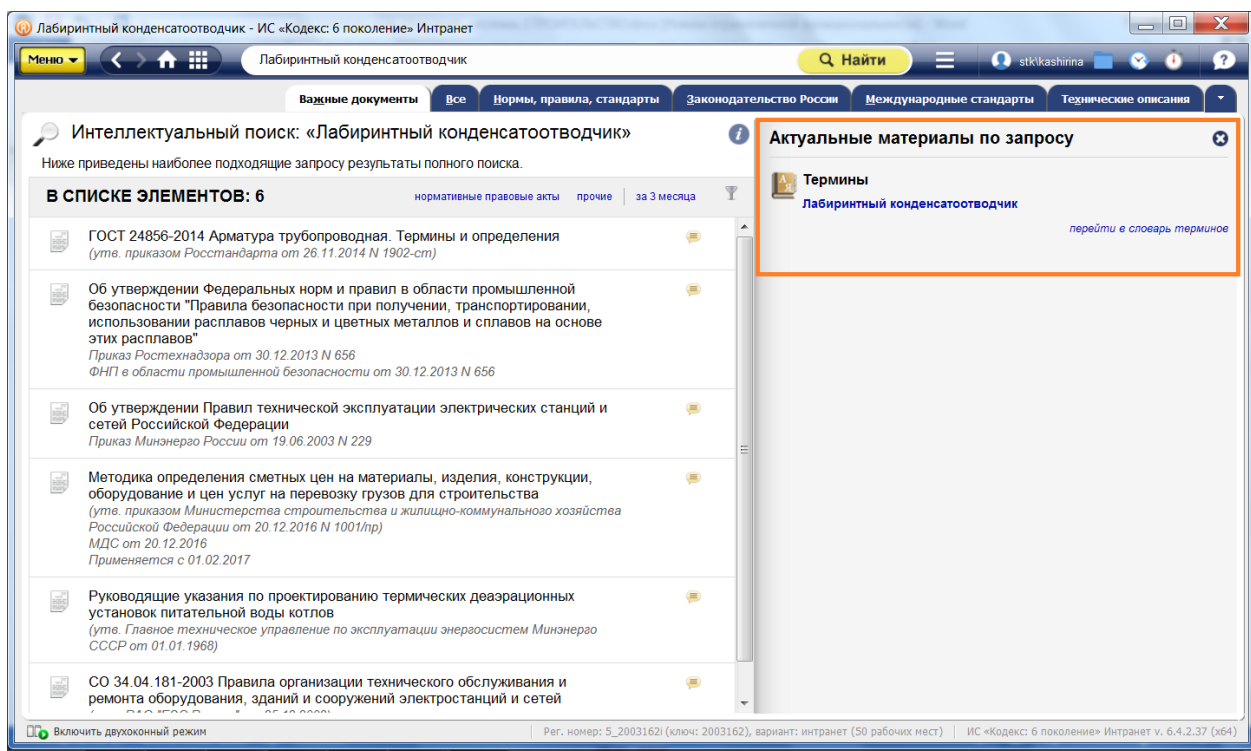 Лабиринтный конденсатоотводчик - ИС «Кодекс: 6 поколение» Интранет
Меню
Лабиринтный конденсатоотводчик
Найти
stk\kashirina
Важные документы
Все
Нормы, правила, стандарты
Законодательство России
Международные стандарты
Технические описания
Интеллектуальный поиск: «Лабиринтный конденсатоотводчик»
Ниже приведены наиболее подходящие запросу результаты полного поиска.
В СПИСКЕ ЭЛЕМЕНТОВ: 6
нормативные правовые акты
прочие
за 3 месяца
ГОСТ 24856-2014 Арматура трубопроводная. Термины и определения
(утв. приказом Росстандарта от 26.11.2014 N 1902-ст)
Об утверждении Федеральных норм и правил в области промышленной
безопасности "Правила безопасности при получении, транспортировании,
использовании расплавов черных и цветных металлов и сплавов на основе
этих расплавов"
Приказ Ростехнадзора от 30.12.2013 N 656
ФНП в области промышленной безопасности от 30.12.2013 N 656
Об утверждении Правил технической эксплуатации электрических станций и
сетей Российской Федерации
Приказ Минэнерго России от 19.06.2003 N 229
Методика определения сметных цен на материалы, изделия, конструкции,
оборудование и цен услуг на перевозку грузов для строительства
(утв. приказом Министерства строительства и жилищно-коммунального хозяйства
Российской Федерации от 20.12.2016 N 1001/пр)
МДС от 20.12.2016
Применяется с 01.02.2017
Руководящие указания по проектированию термических деаэрационных
установок питательной воды котлов
(утв. Главное техническое управление по эксплуатации энергосистем Минэнерго
СССР от 01.01.1968)
СО 34.04.181-2003 Правила организации технического обслуживания и
ремонта оборудования, зданий и сооружений электростанций и сетей
Актуальные материалы по запросу
Термины
Лабиринтный конденсатоотводчик
перейти в словарь терминов
Включить двухоконный режим
Рег. номер: 5_2003162i (ключ: 2003162), вариант: интранет (50 рабочих мест)
ИС «Кодекс: 6 поколение» Интранет v. 6.4.2.37 (x64)